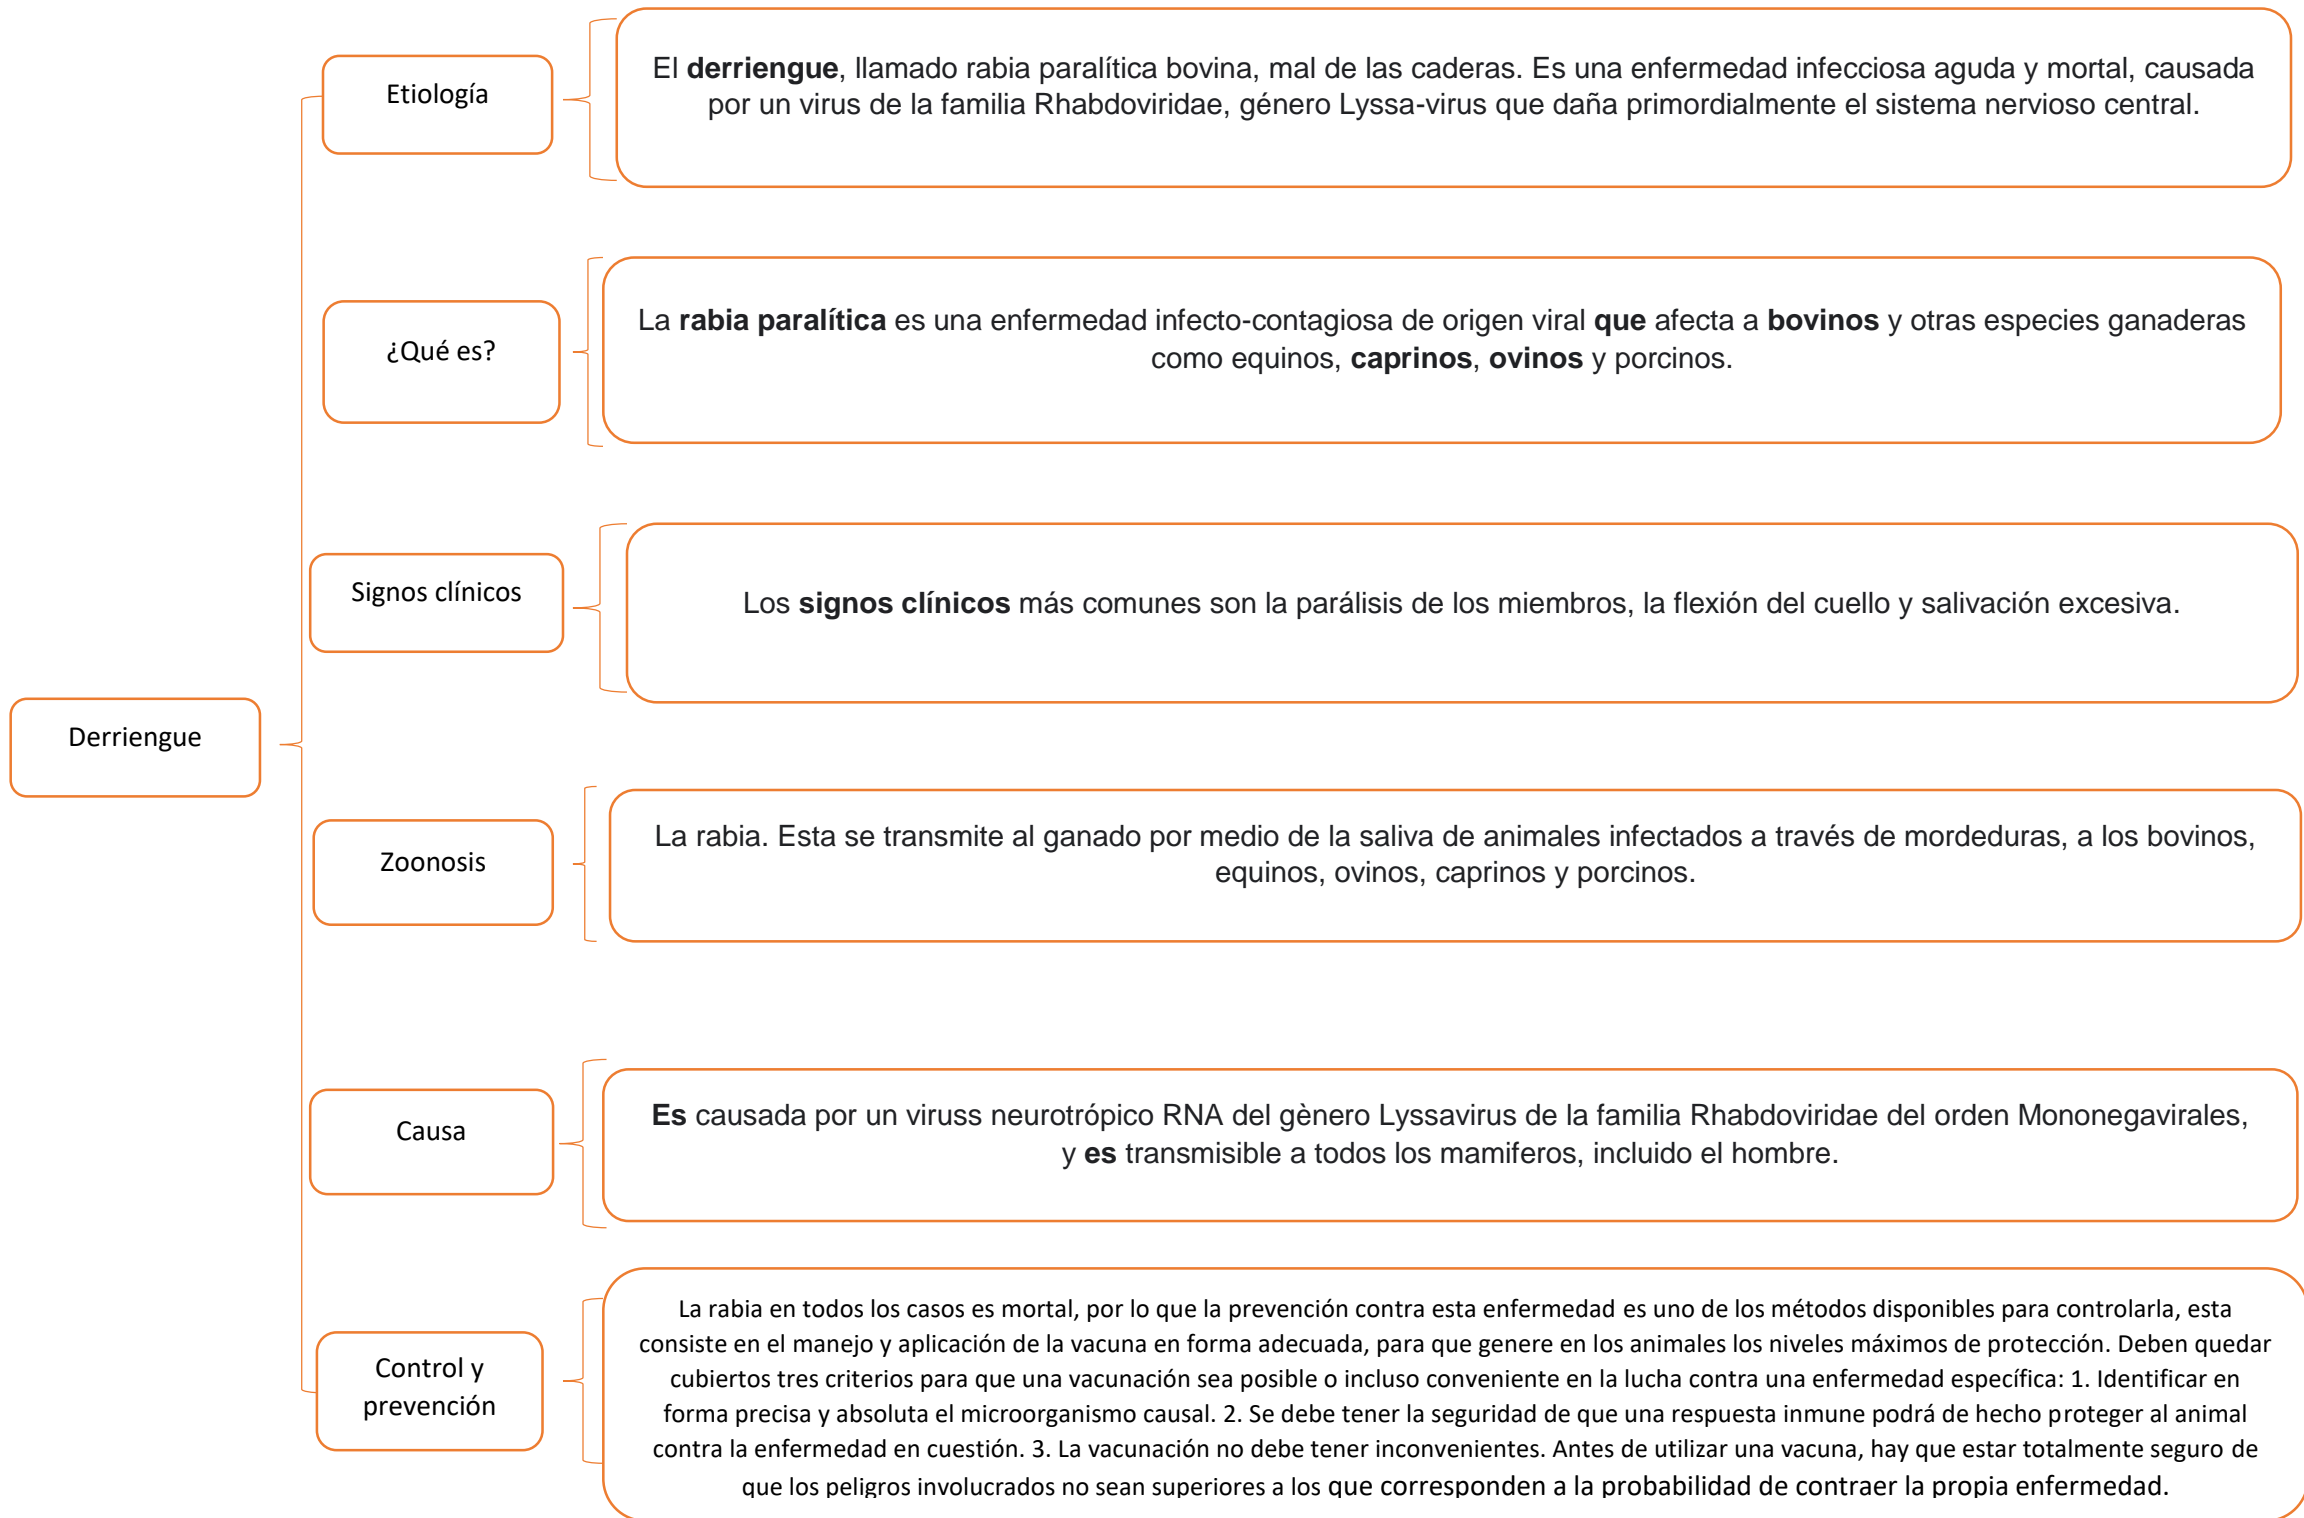 Derriengue
Etiología
El derriengue, llamado rabia paralítica bovina, mal de las caderas. Es una enfermedad infecciosa aguda y mortal, causada
por un virus de la familia Rhabdoviridae, género Lyssa-virus que daña primordialmente el sistema nervioso central.
¿Qué es?
La rabia paralítica es una enfermedad infecto-contagiosa de origen viral que afecta a bovinos y otras especies ganaderas
como equinos, caprinos, ovinos y porcinos.
Signos clínicos
Los signos clínicos más comunes son la parálisis de los miembros, la flexión del cuello y salivación excesiva.
Zoonosis
La rabia. Esta se transmite al ganado por medio de la saliva de animales infectados a través de mordeduras, a los bovinos,
equinos, ovinos, caprinos y porcinos.
Causa
Es causada por un viruss neurotrópico RNA del gènero Lyssavirus de la familia Rhabdoviridae del orden Mononegavirales,
y es transmisible a todos los mamiferos, incluido el hombre.
Control y
prevención
La rabia en todos los casos es mortal, por lo que la prevención contra esta enfermedad es uno de los métodos disponibles para controlarla, esta
consiste en el manejo y aplicación de la vacuna en forma adecuada, para que genere en los animales los niveles máximos de protección. Deben quedar
cubiertos tres criterios para que una vacunación sea posible o incluso conveniente en la lucha contra una enfermedad específica: 1. Identificar en
forma precisa y absoluta el microorganismo causal. 2. Se debe tener la seguridad de que una respuesta inmune podrá de hecho proteger al animal
contra la enfermedad en cuestión. 3. La vacunación no debe tener inconvenientes. Antes de utilizar una vacuna, hay que estar totalmente seguro de
que los peligros involucrados no sean superiores a los que corresponden a la probabilidad de contraer la propia enfermedad.